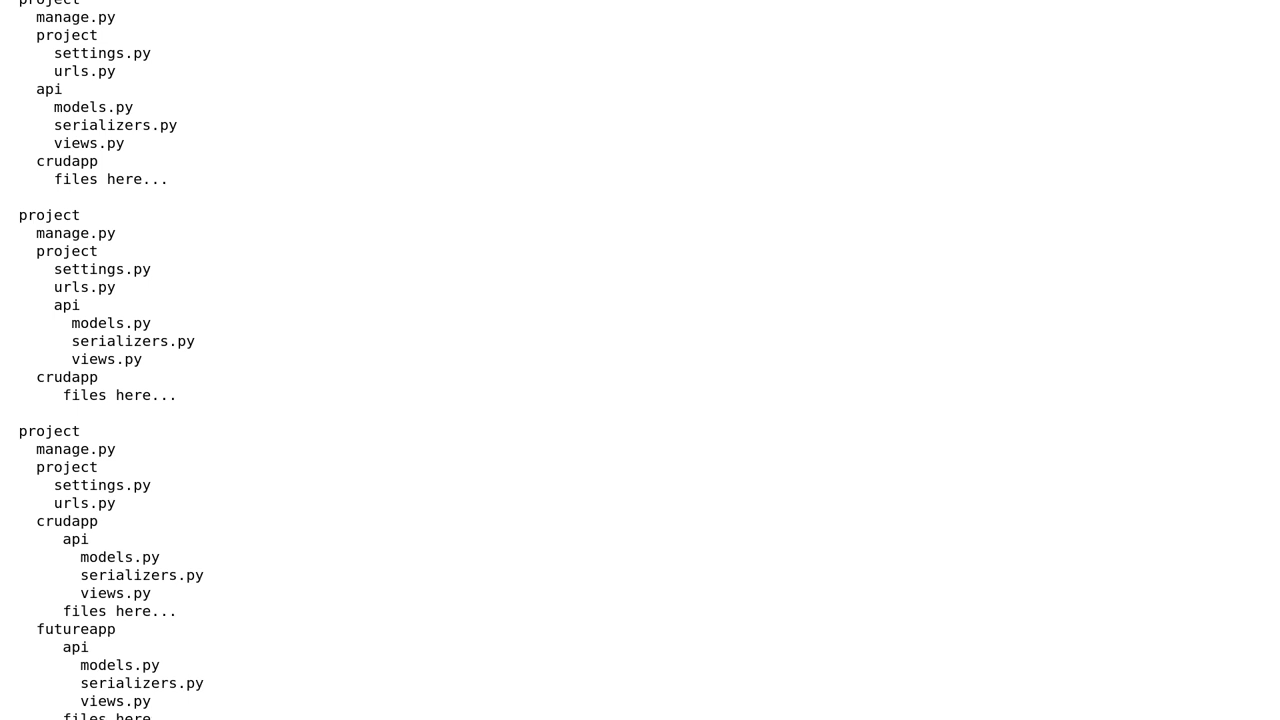 project
  manage.py
  project
    settings.py
    urls.py
  api
    models.py
    serializers.py
    views.py
  crudapp
    files here...

project
  manage.py
  project
    settings.py
    urls.py
    api
      models.py
      serializers.py
      views.py
  crudapp
     files here...

project
  manage.py
  project
    settings.py
    urls.py
  crudapp
     api
       models.py
       serializers.py
       views.py
     files here...
  futureapp
     api
       models.py
       serializers.py
       views.py
     files here